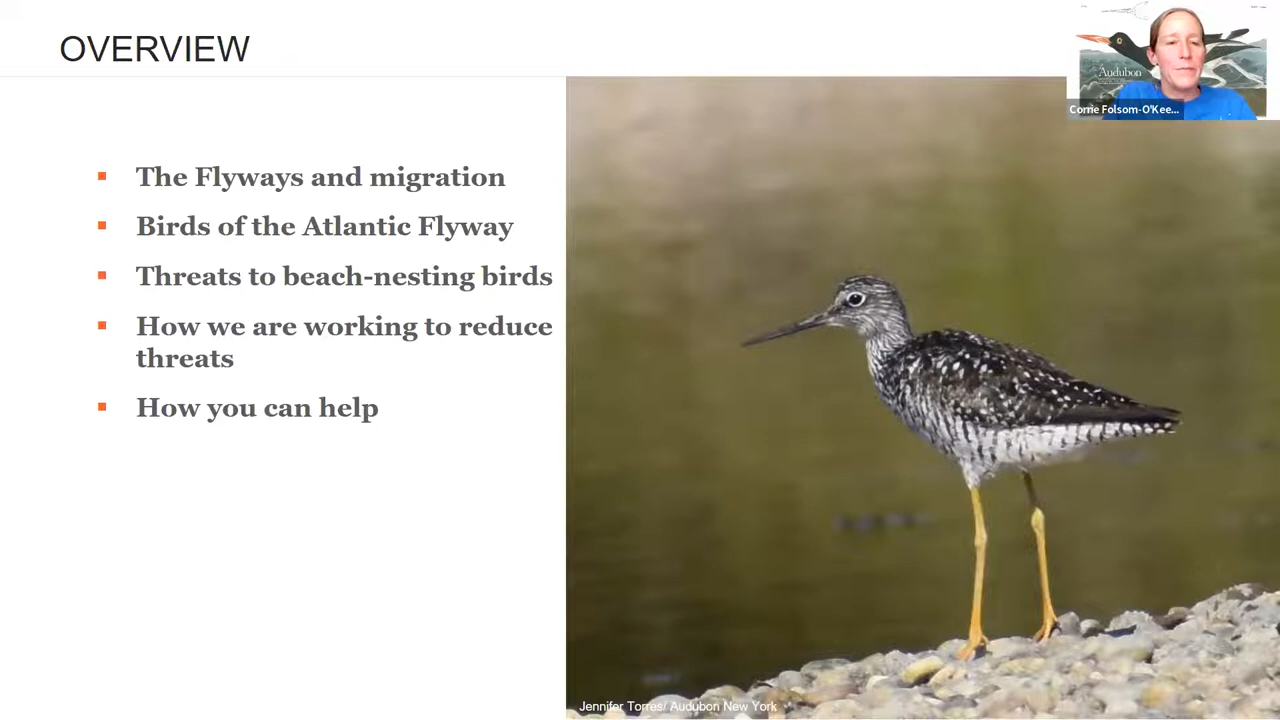 OVERVIEW
Audubon
Corrie Folsom-O'Kee...
▪ The Flyways and migration
▪ Birds of the Atlantic Flyway
▪ Threats to beach-nesting birds
▪ How we are working to reduce
threats
▪ How you can help
Jennifer Torres/ Audubon New York